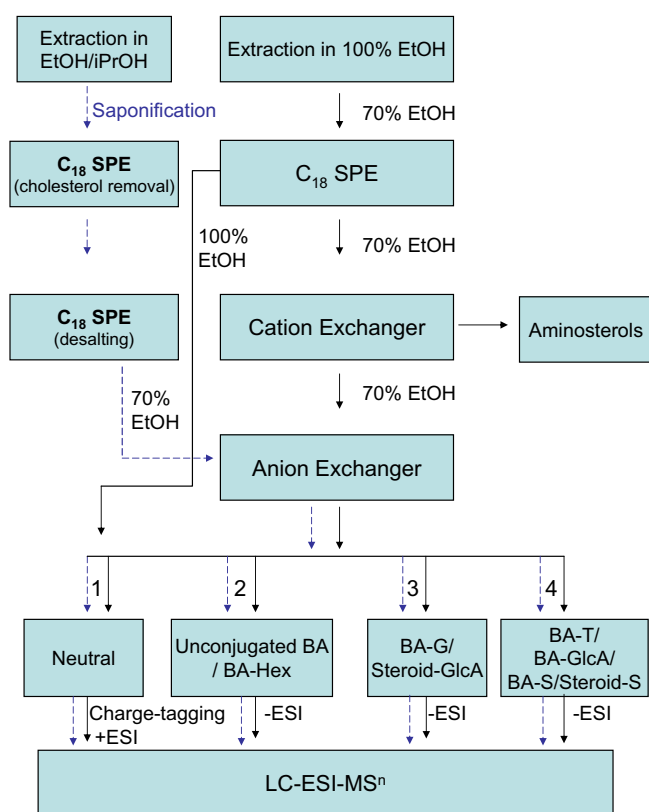 Extraction in
EtOH/iPrOH
Extraction in 100% EtOH
Saponification
70% EtOH
C18 SPE
(cholesterol removal)
C18 SPE
100%
EtOH
70% EtOH
C18 SPE
(desalting)
Cation Exchanger
Aminosterols
70%
EtOH
70% EtOH
Anion Exchanger
1
2
3
4
Neutral
Unconjugated BA
/ BA-Hex
BA-G/
Steroid-GlcA
BA-T/
BA-GlcA/
BA-S/Steroid-S
Charge-tagging
+ESI
-ESI
-ESI
-ESI
LC-ESI-MSⁿ